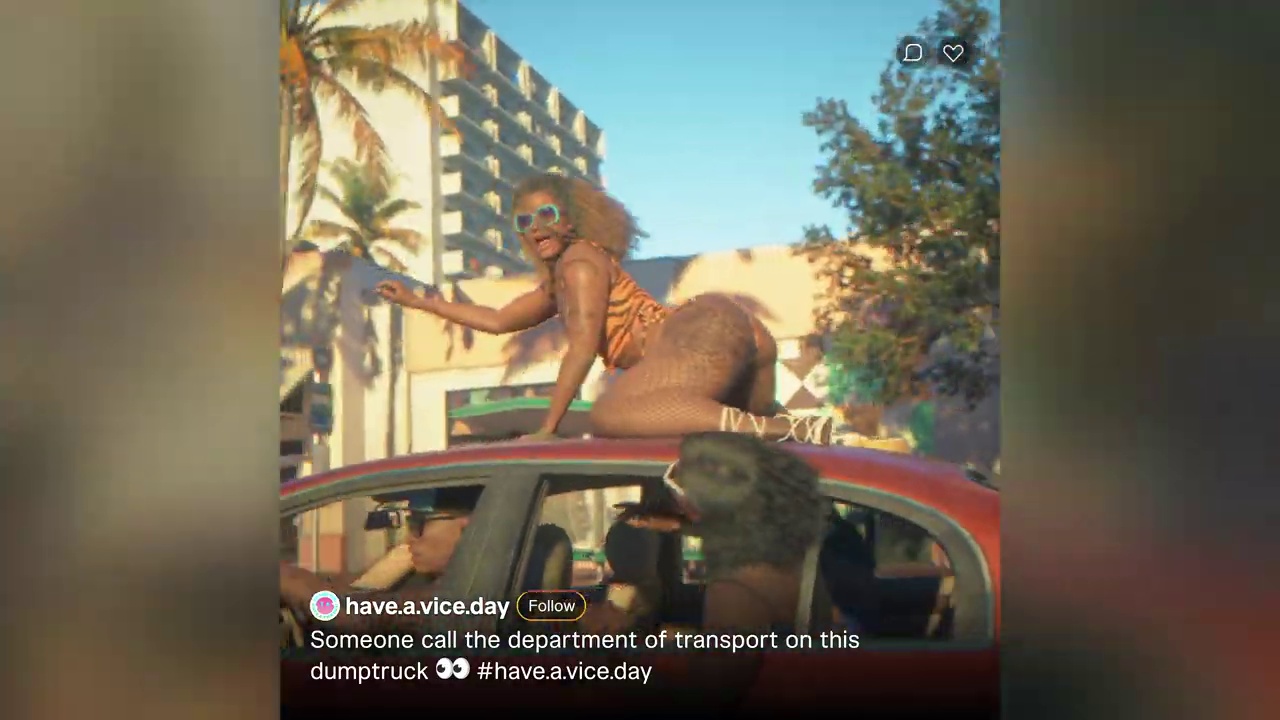 have.a.vice.day Follow
Someone call the department of transport on this
dumptruck 👀 #have.a.vice.day